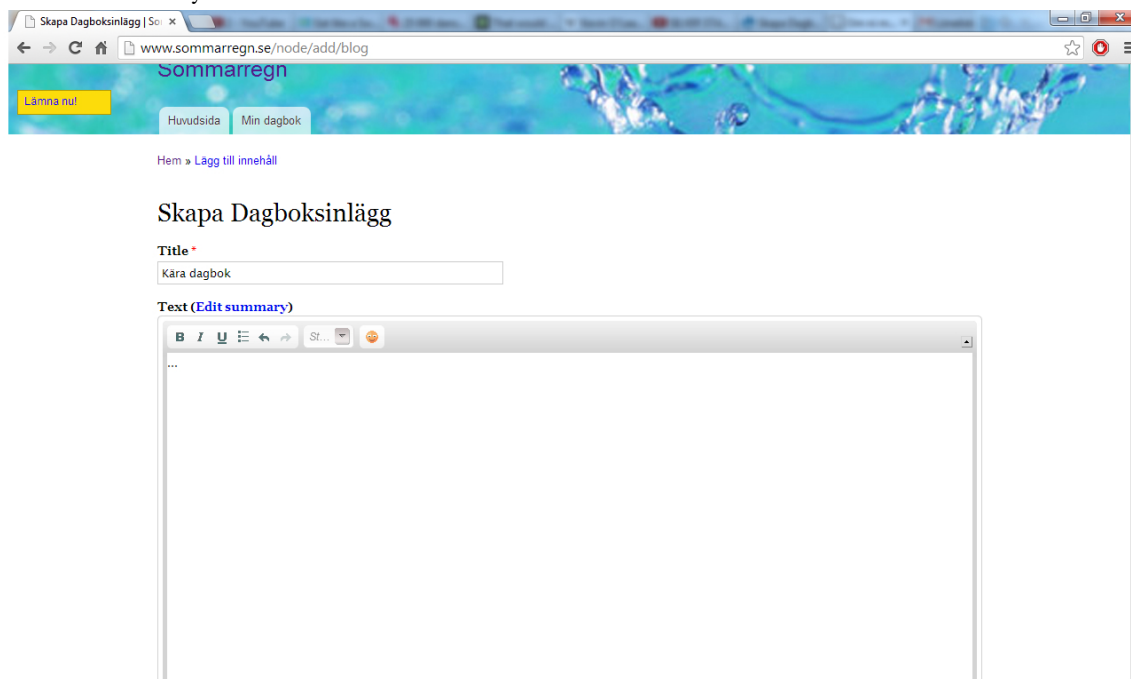 Skapa Dagboksinlägg | So
www.sommarregn.se/node/add/blog
Sommarregn
Lämna nu!
Huvudsida Min dagbok
Hem » Lägg till innehåll
Skapa Dagboksinlägg
Title *
Kära dagbok
Text (Edit summary)
B I U St...
...